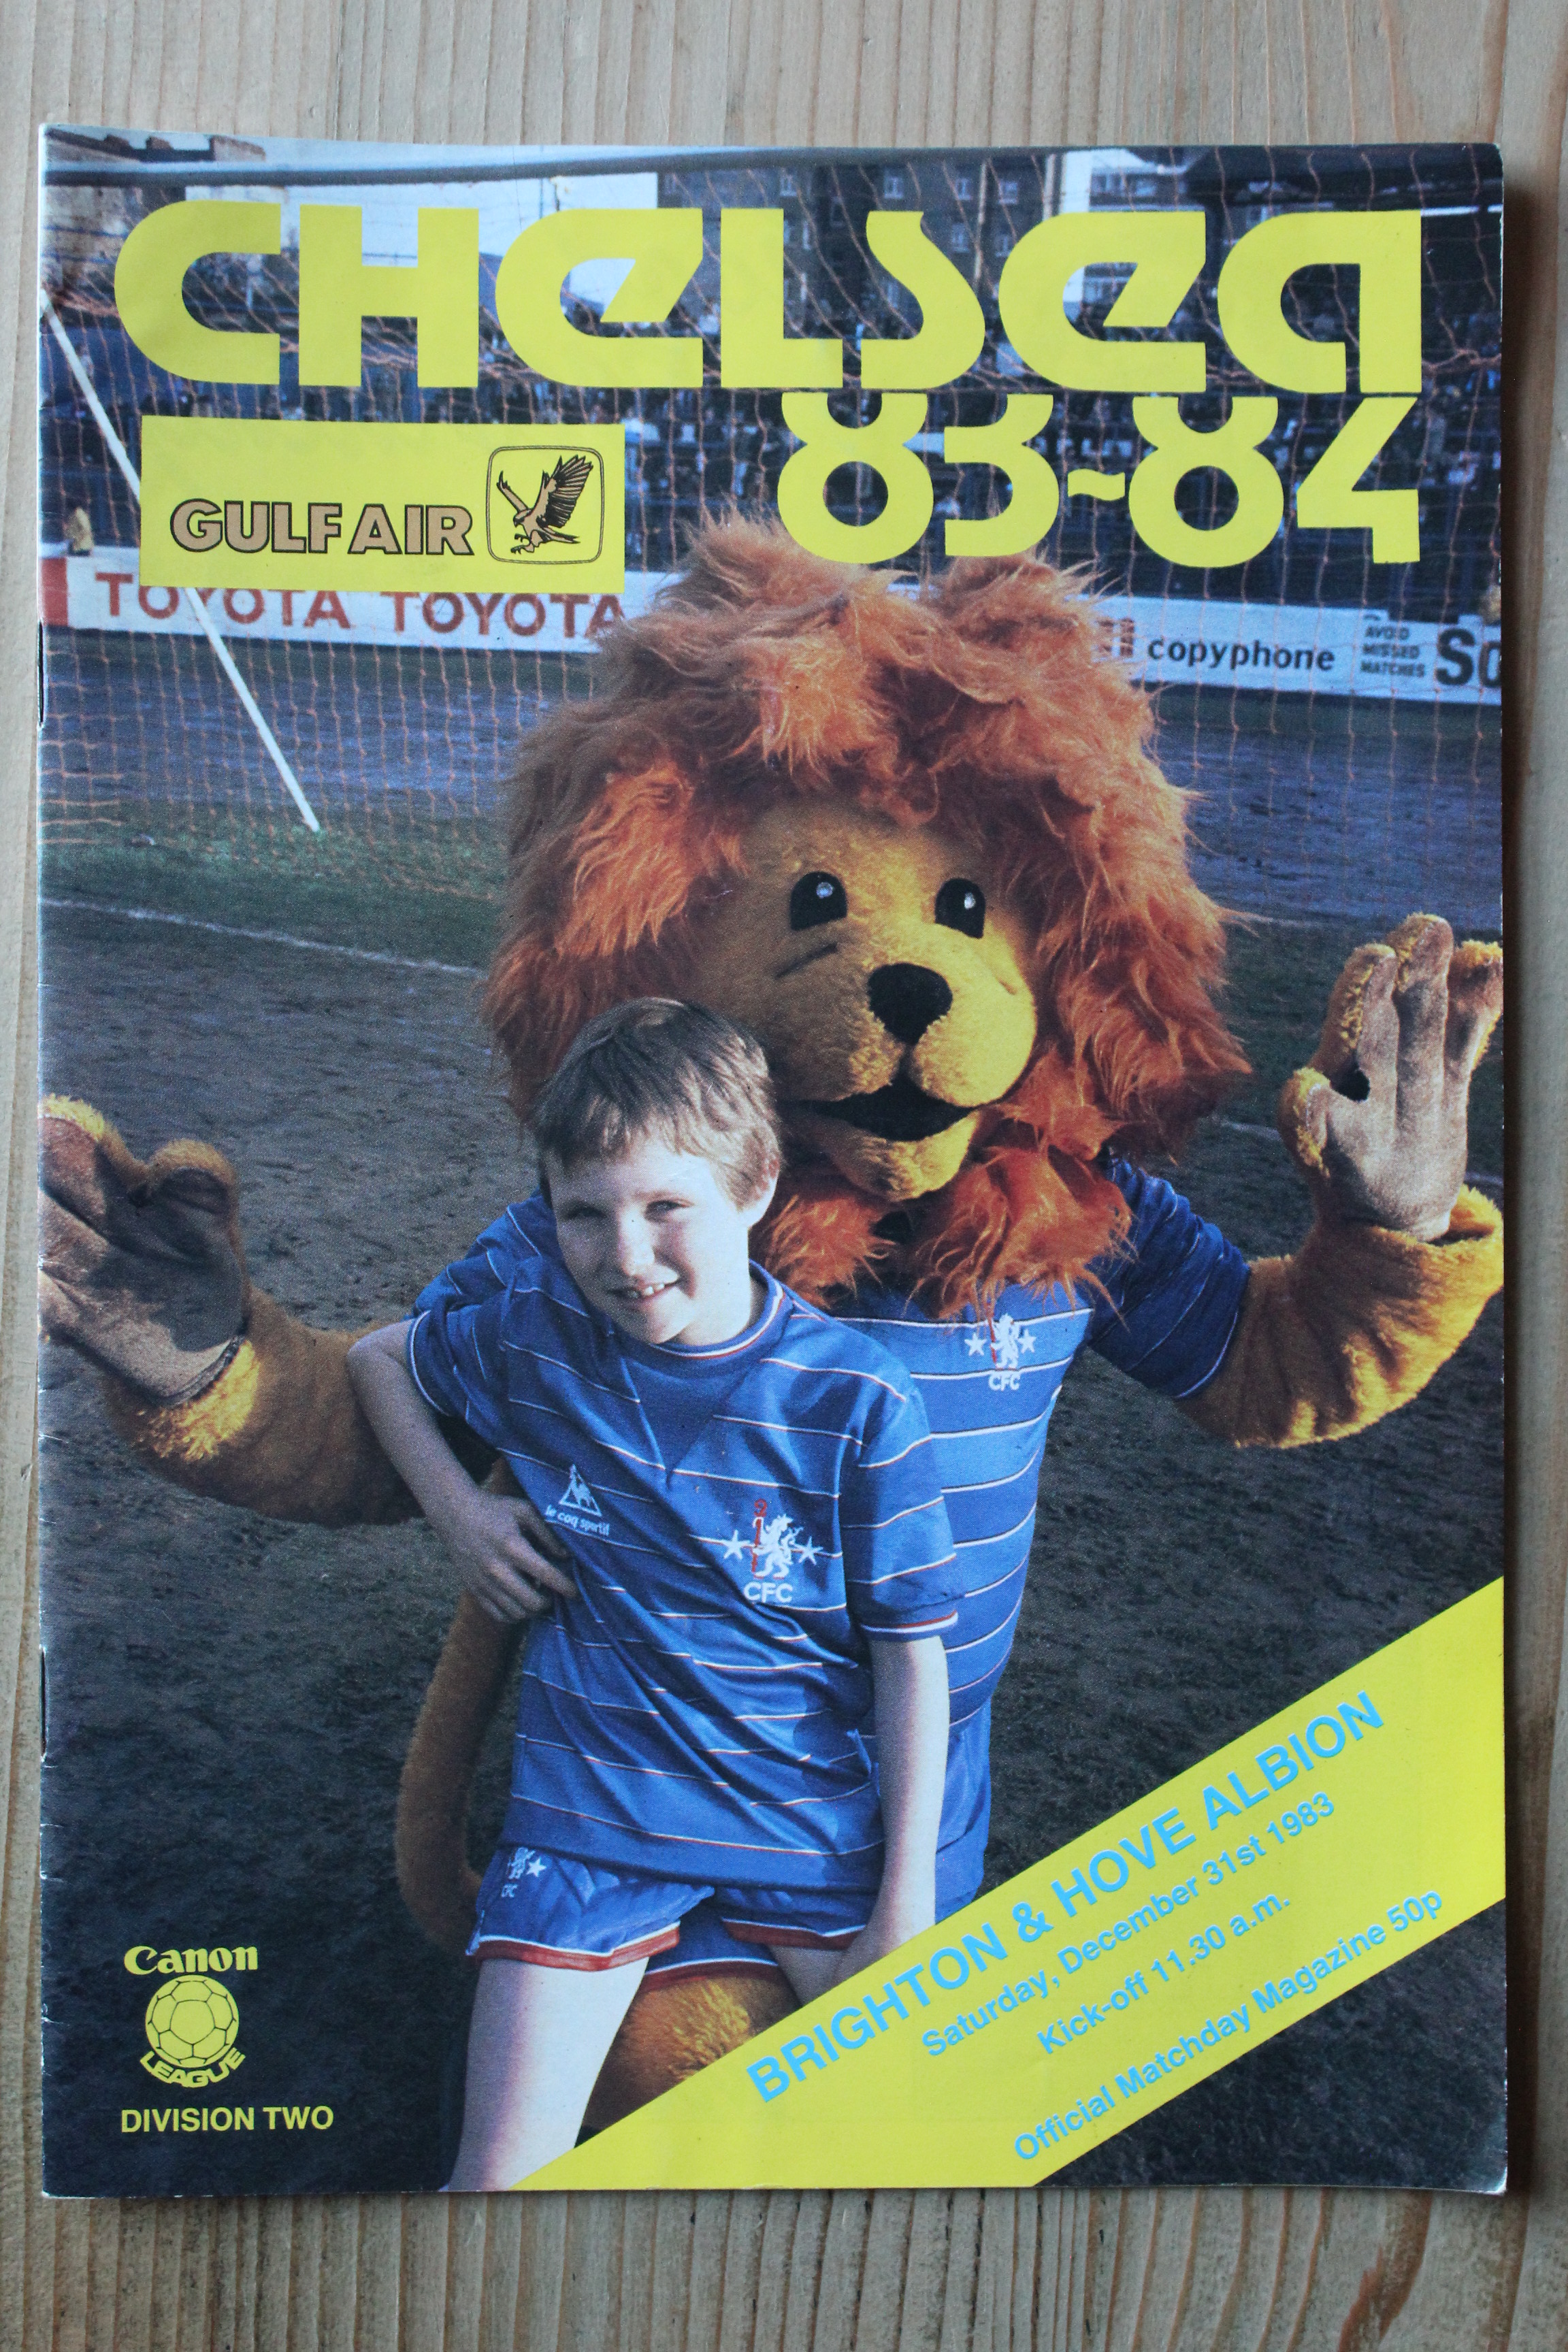 CHELSEA
83~84
GULF AIR
TOYOTA TOYOTA
copyphone
AVOID
MISSED
MATCHES
CFC
le coq sportif
CFC
CFC
BRIGHTON & HOVE ALBION
Saturday, December 31st 1983
Kick-off 11.30 a.m.
Official Matchday Magazine 50p
Canon
LEAGUE
DIVISION TWO